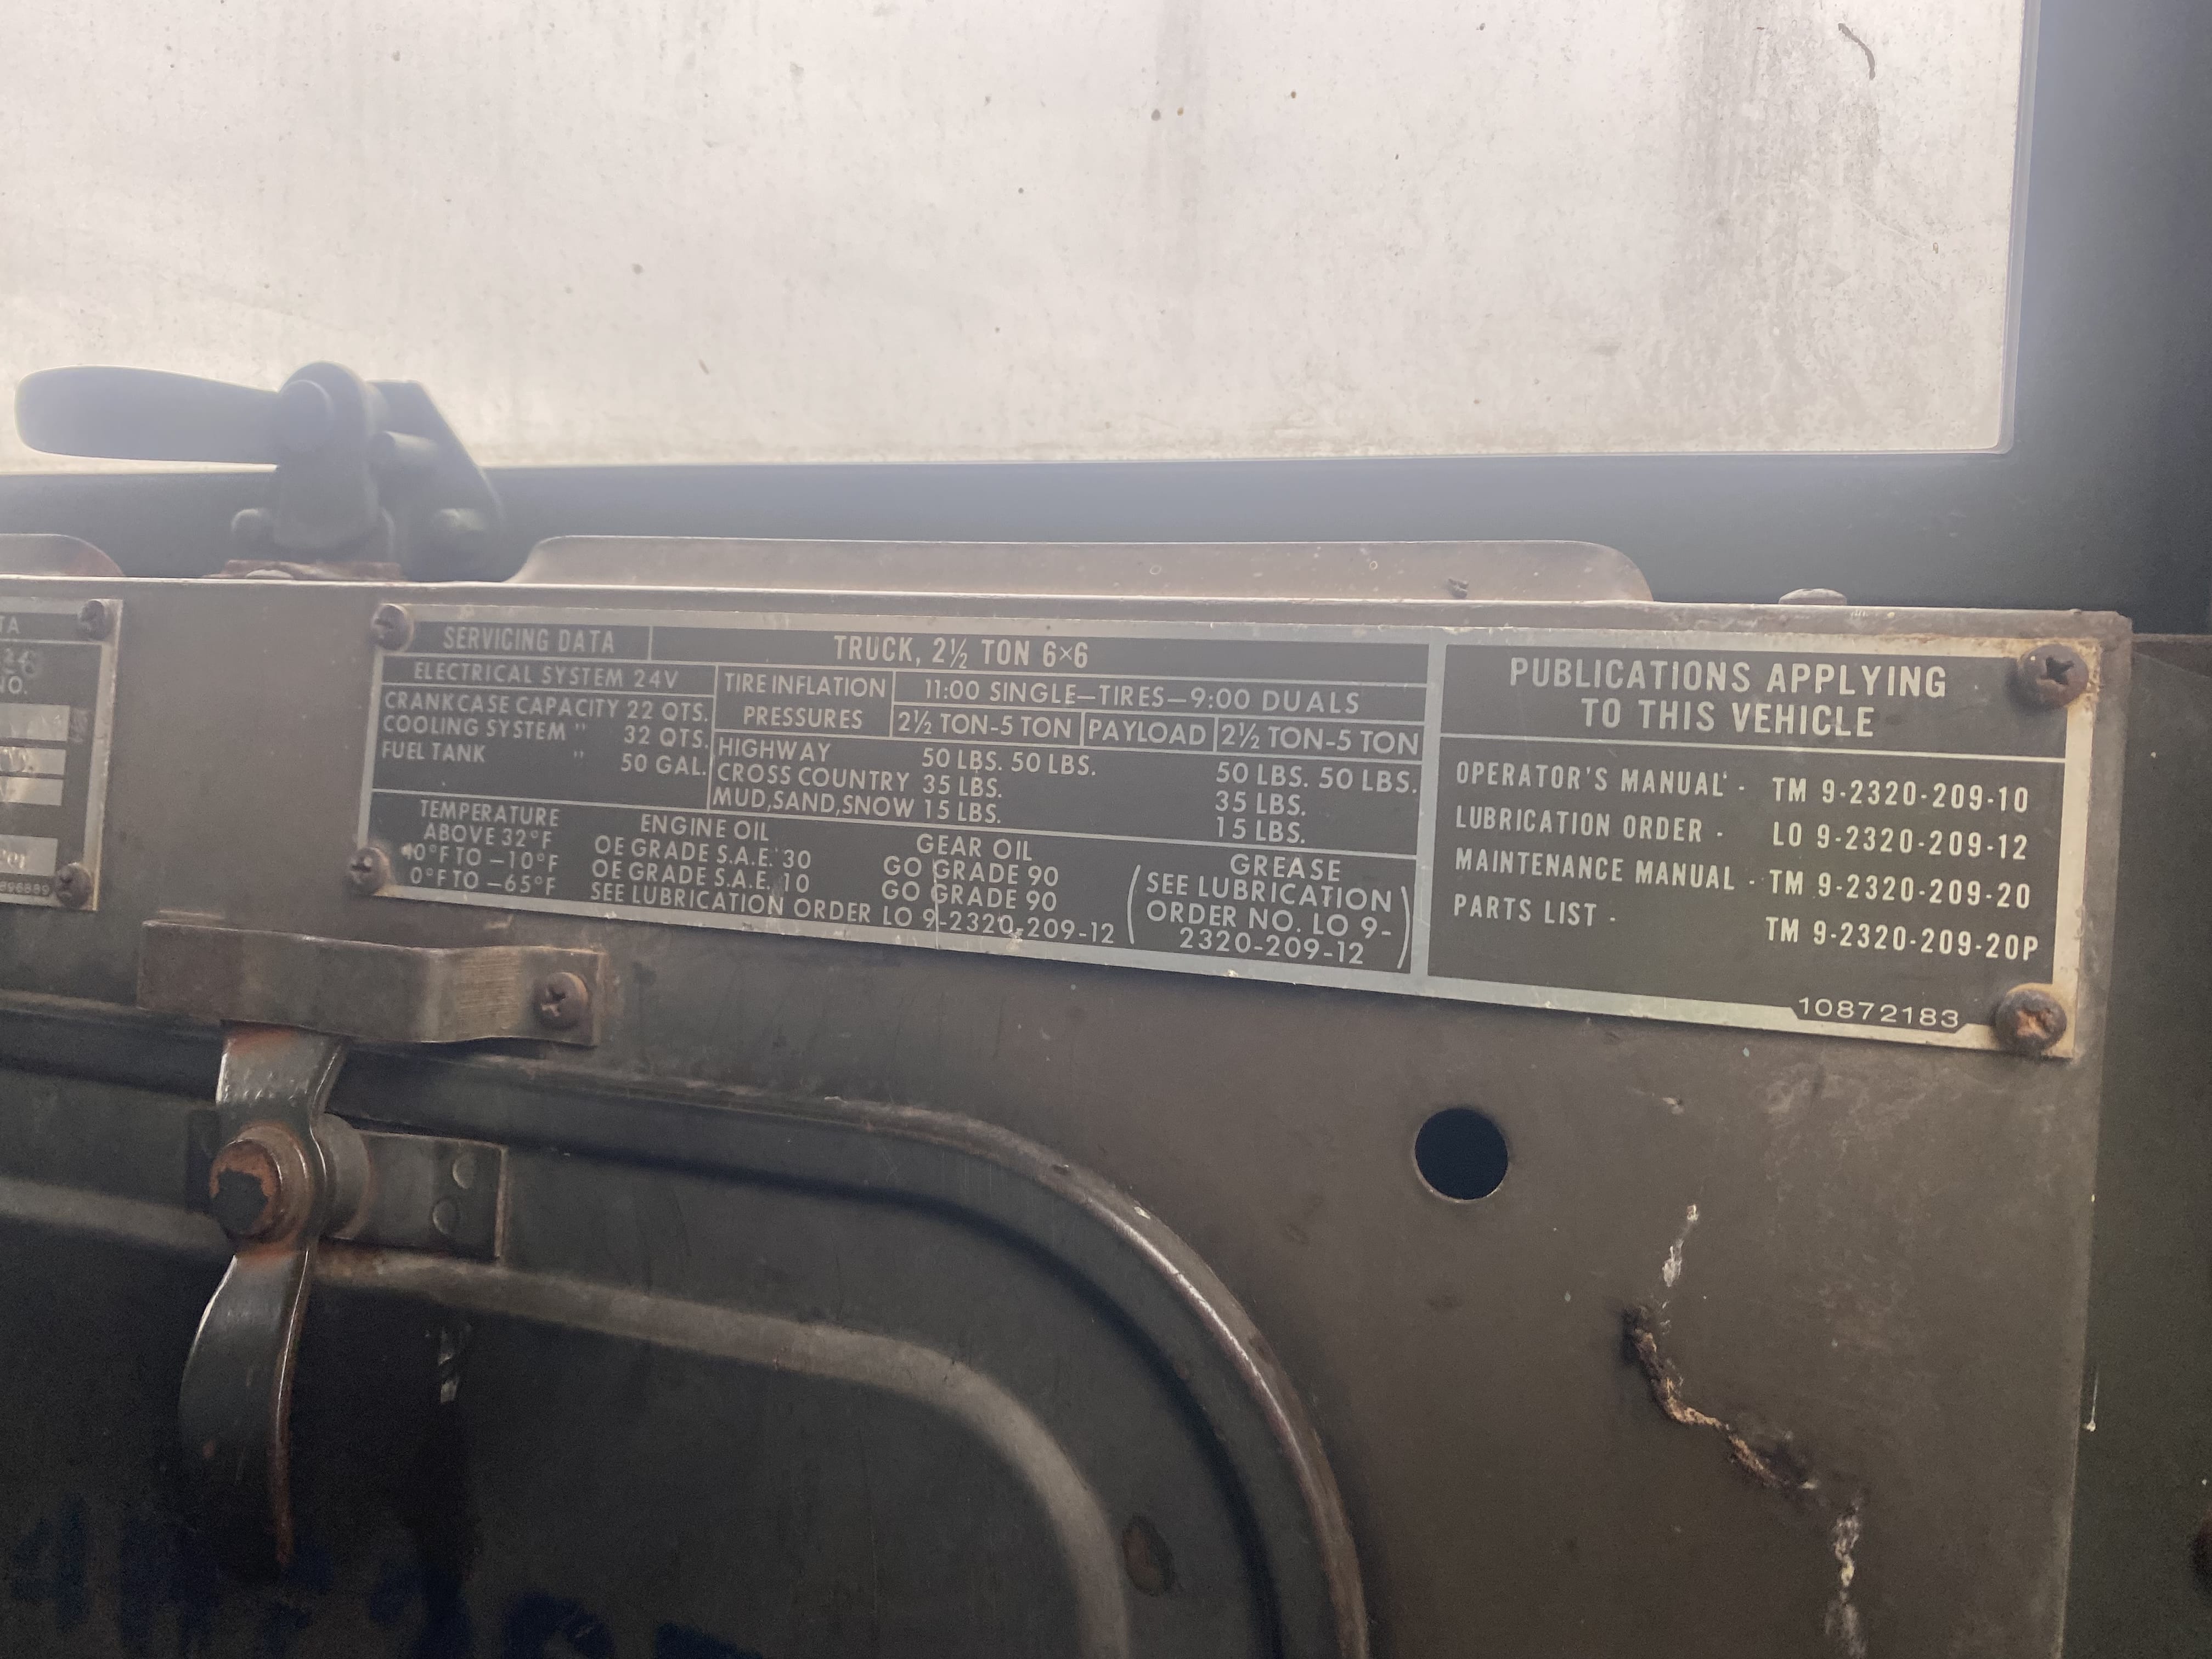 TA
NO.
896889
SERVICING DATA
TRUCK, 2½ TON 6×6
ELECTRICAL SYSTEM 24V
CRANKCASE CAPACITY 22 QTS.
COOLING SYSTEM " 32 QTS.
FUEL TANK " 50 GAL.
TIRE INFLATION
PRESSURES
11:00 SINGLE—TIRES—9:00 DUALS
2½ TON-5 TON PAYLOAD 2½ TON-5 TON
HIGHWAY 50 LBS. 50 LBS. 50 LBS. 50 LBS.
CROSS COUNTRY 35 LBS. 35 LBS.
MUD,SAND,SNOW 15 LBS. 15 LBS.
TEMPERATURE ENGINE OIL GEAR OIL
ABOVE 32°F OE GRADE S.A.E. 30 GO GRADE 90
40°F TO —10°F OE GRADE S.A.E. 10 GO GRADE 90
0°F TO —65°F SEE LUBRICATION ORDER LO 9-2320-209-12
GREASE
(SEE LUBRICATION
ORDER NO. LO 9-
2320-209-12)
PUBLICATIONS APPLYING
TO THIS VEHICLE
OPERATOR'S MANUAL - TM 9-2320-209-10
LUBRICATION ORDER - LO 9-2320-209-12
MAINTENANCE MANUAL - TM 9-2320-209-20
PARTS LIST - TM 9-2320-209-20P
10872183